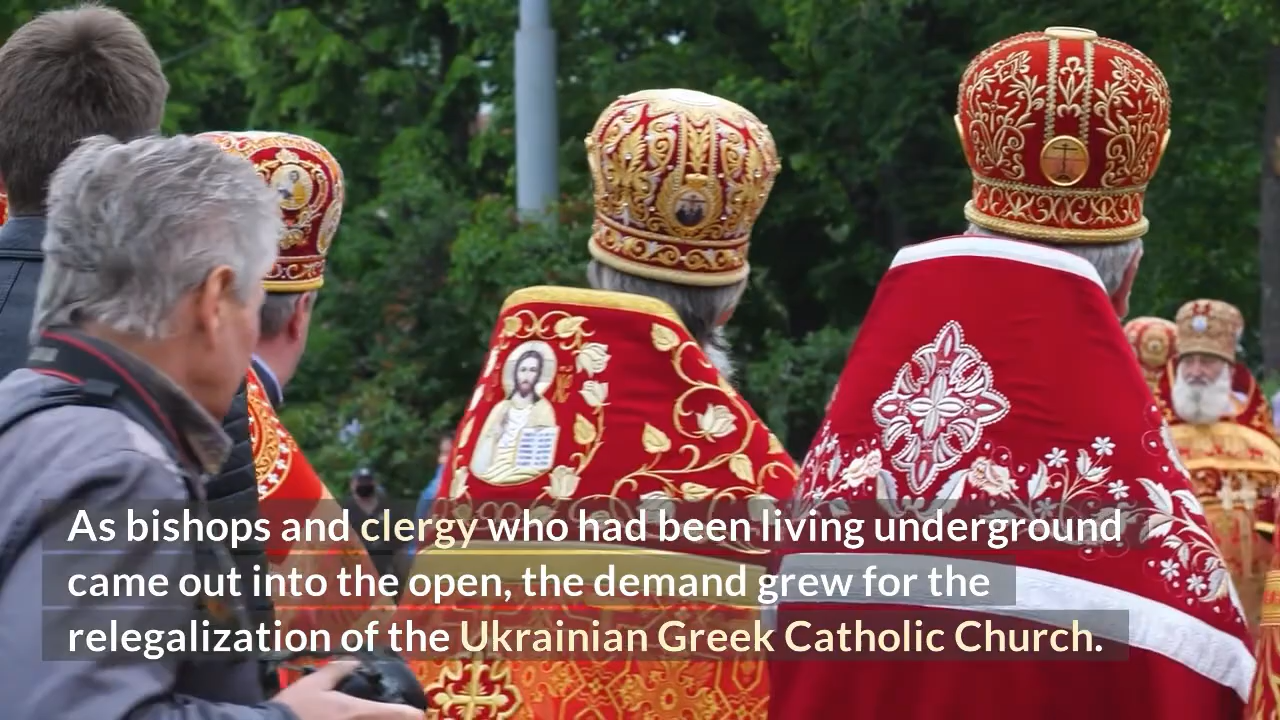 As bishops and clergy who had been living underground
came out into the open, the demand grew for the
relegalization of the Ukrainian Greek Catholic Church.